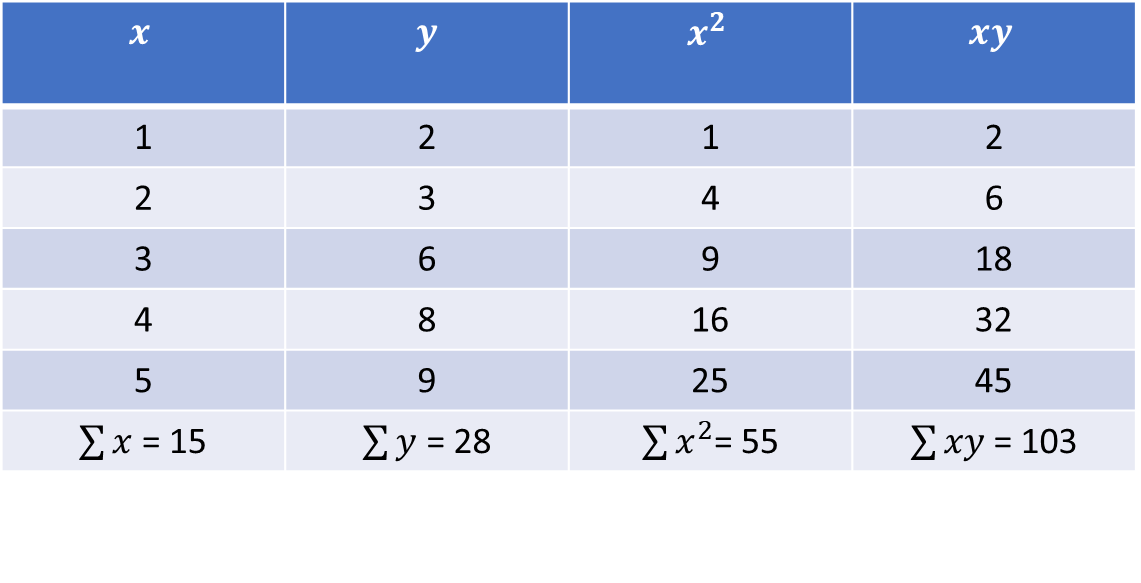 x y x² xy
1 2 1 2
2 3 4 6
3 6 9 18
4 8 16 32
5 9 25 45
∑ x = 15 ∑ y = 28 ∑ x²= 55 ∑ xy = 103